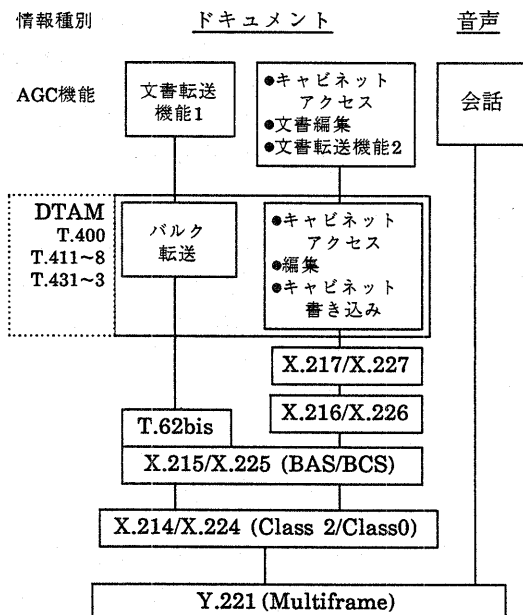 情報種別
ドキュメント
音声
AGC機能
文書転送
機能1
●キャビネット
アクセス
●文書編集
●文書転送機能2
会話
DTAM
T.400
T.411~8
T.431~3
バルク
転送
●キャビネット
アクセス
●編集
●キャビネット
書き込み
X.217/X.227
X.216/X.226
T.62bis
X.215/X.225 (BAS/BCS)
X.214/X.224 (Class 2/Class0)
Y.221 (Multiframe)